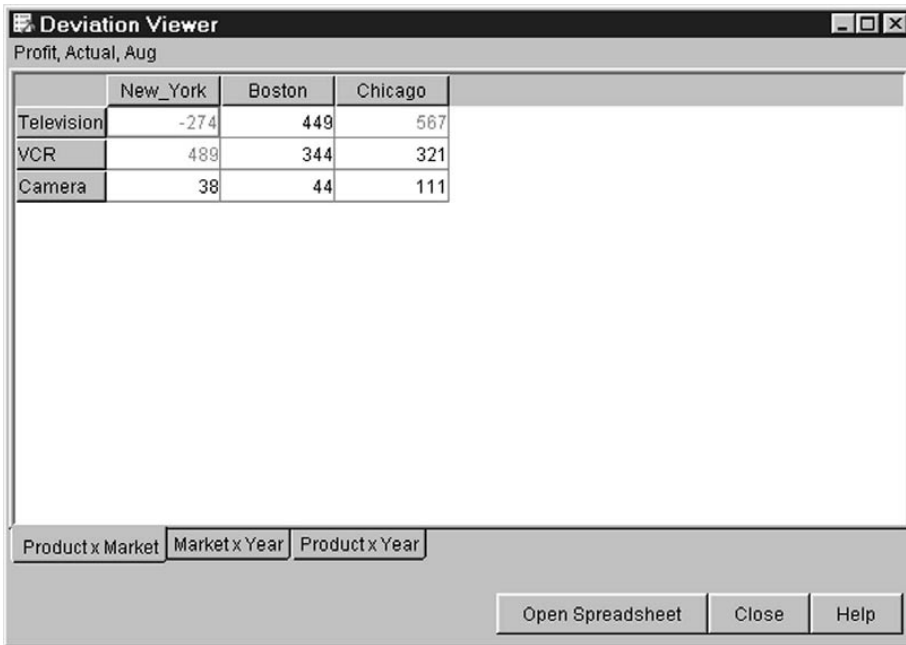 Deviation Viewer
Profit, Actual, Aug
New_York Boston Chicago
Television -274 449 567
VCR 489 344 321
Camera 38 44 111
Product x Market Market x Year Product x Year
Open Spreadsheet Close Help